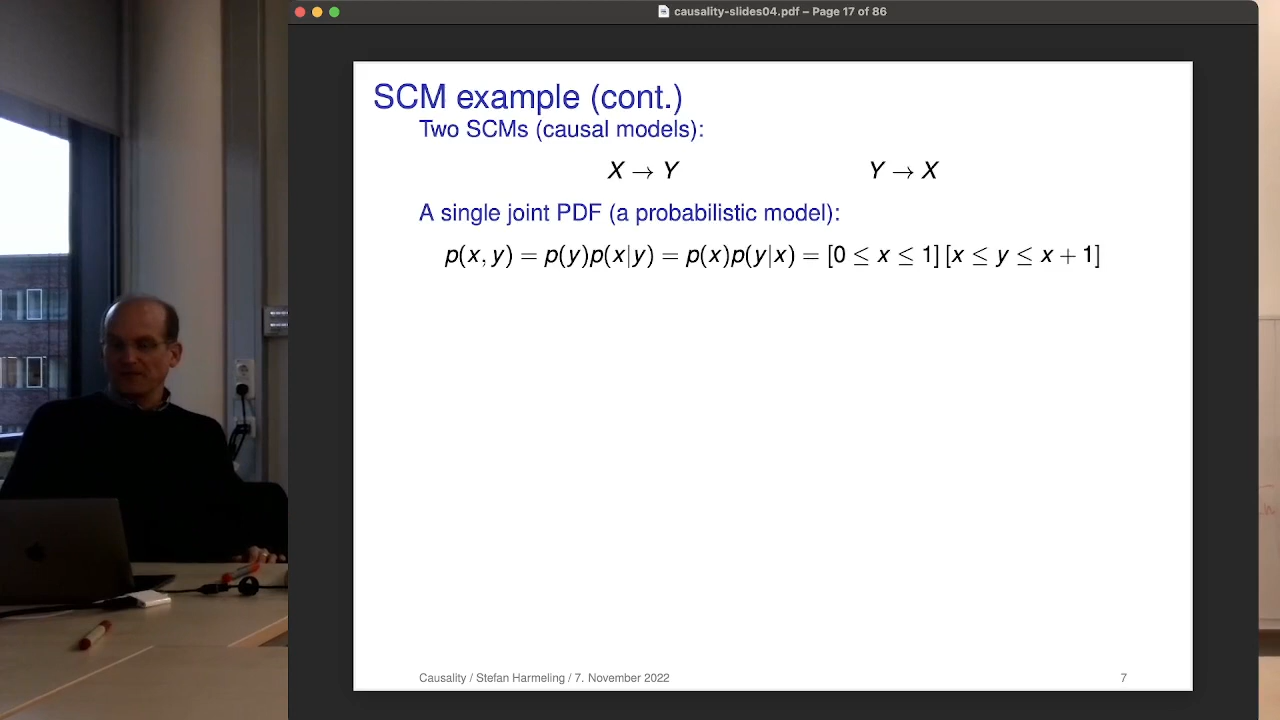 causality-slides04.pdf – Page 17 of 86
SCM example (cont.)
Two SCMs (causal models):
X → Y Y → X
A single joint PDF (a probabilistic model):
p(x, y) = p(y)p(x|y) = p(x)p(y|x) = [0 ≤ x ≤ 1] [x ≤ y ≤ x + 1]
Causality / Stefan Harmeling / 7. November 2022 7